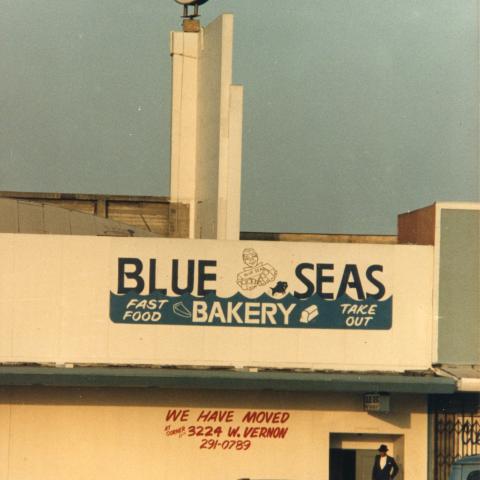 BLUE SEAS
FAST FOOD
BAKERY
TAKE OUT
WE HAVE MOVED
3224 W. VERNON
291-0789